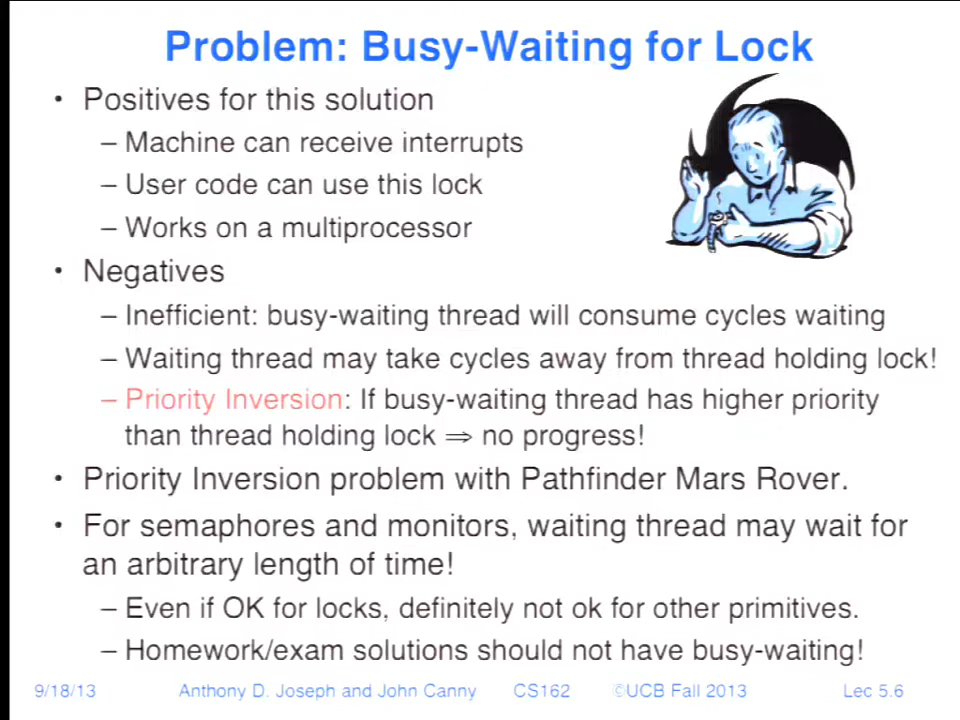 Problem: Busy-Waiting for Lock
• Positives for this solution
– Machine can receive interrupts
– User code can use this lock
– Works on a multiprocessor
• Negatives
– Inefficient: busy-waiting thread will consume cycles waiting
– Waiting thread may take cycles away from thread holding lock!
– Priority Inversion: If busy-waiting thread has higher priority
than thread holding lock ⇒ no progress!
• Priority Inversion problem with Pathfinder Mars Rover.
• For semaphores and monitors, waiting thread may wait for
an arbitrary length of time!
– Even if OK for locks, definitely not ok for other primitives.
– Homework/exam solutions should not have busy-waiting!
9/18/13 Anthony D. Joseph and John Canny CS162 ©UCB Fall 2013 Lec 5.6